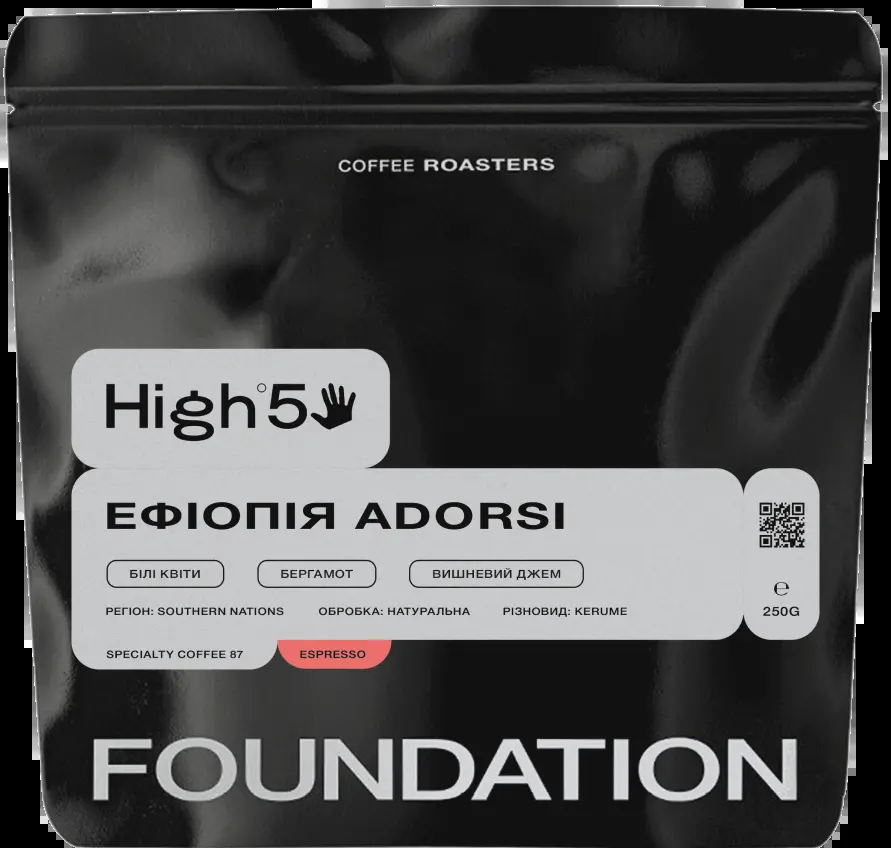 COFFEE ROASTERS
High°5
ЕФІОПІЯ ADORSI
БІЛІ КВІТИ БЕРГАМОТ ВИШНЕВИЙ ДЖЕМ
РЕГІОН: SOUTHERN NATIONS ОБРОБКА: НАТУРАЛЬНА РІЗНОВИД: KERUME
℮
250G
SPECIALTY COFFEE 87 ESPRESSO
FOUNDATION